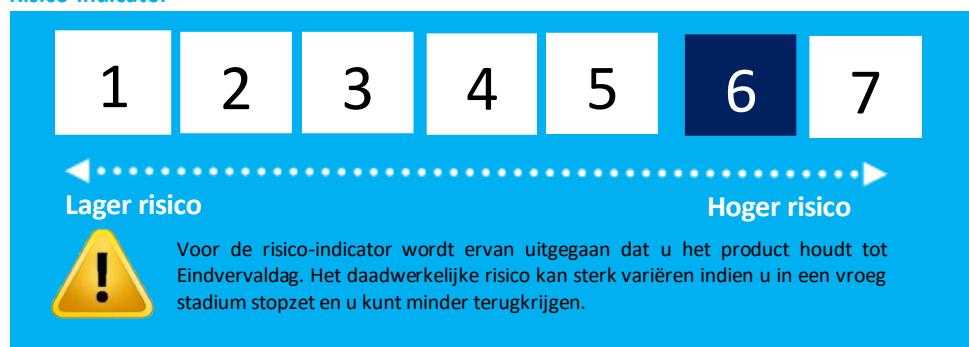 Risico-indicator
1 2 3 4 5 6 7
Lager risico Hoger risico
Voor de risico-indicator wordt ervan uitgegaan dat u het product houdt tot
Eindvervaldag. Het daadwerkelijke risico kan sterk variëren indien u in een vroeg
stadium stopzet en u kunt minder terugkrijgen.